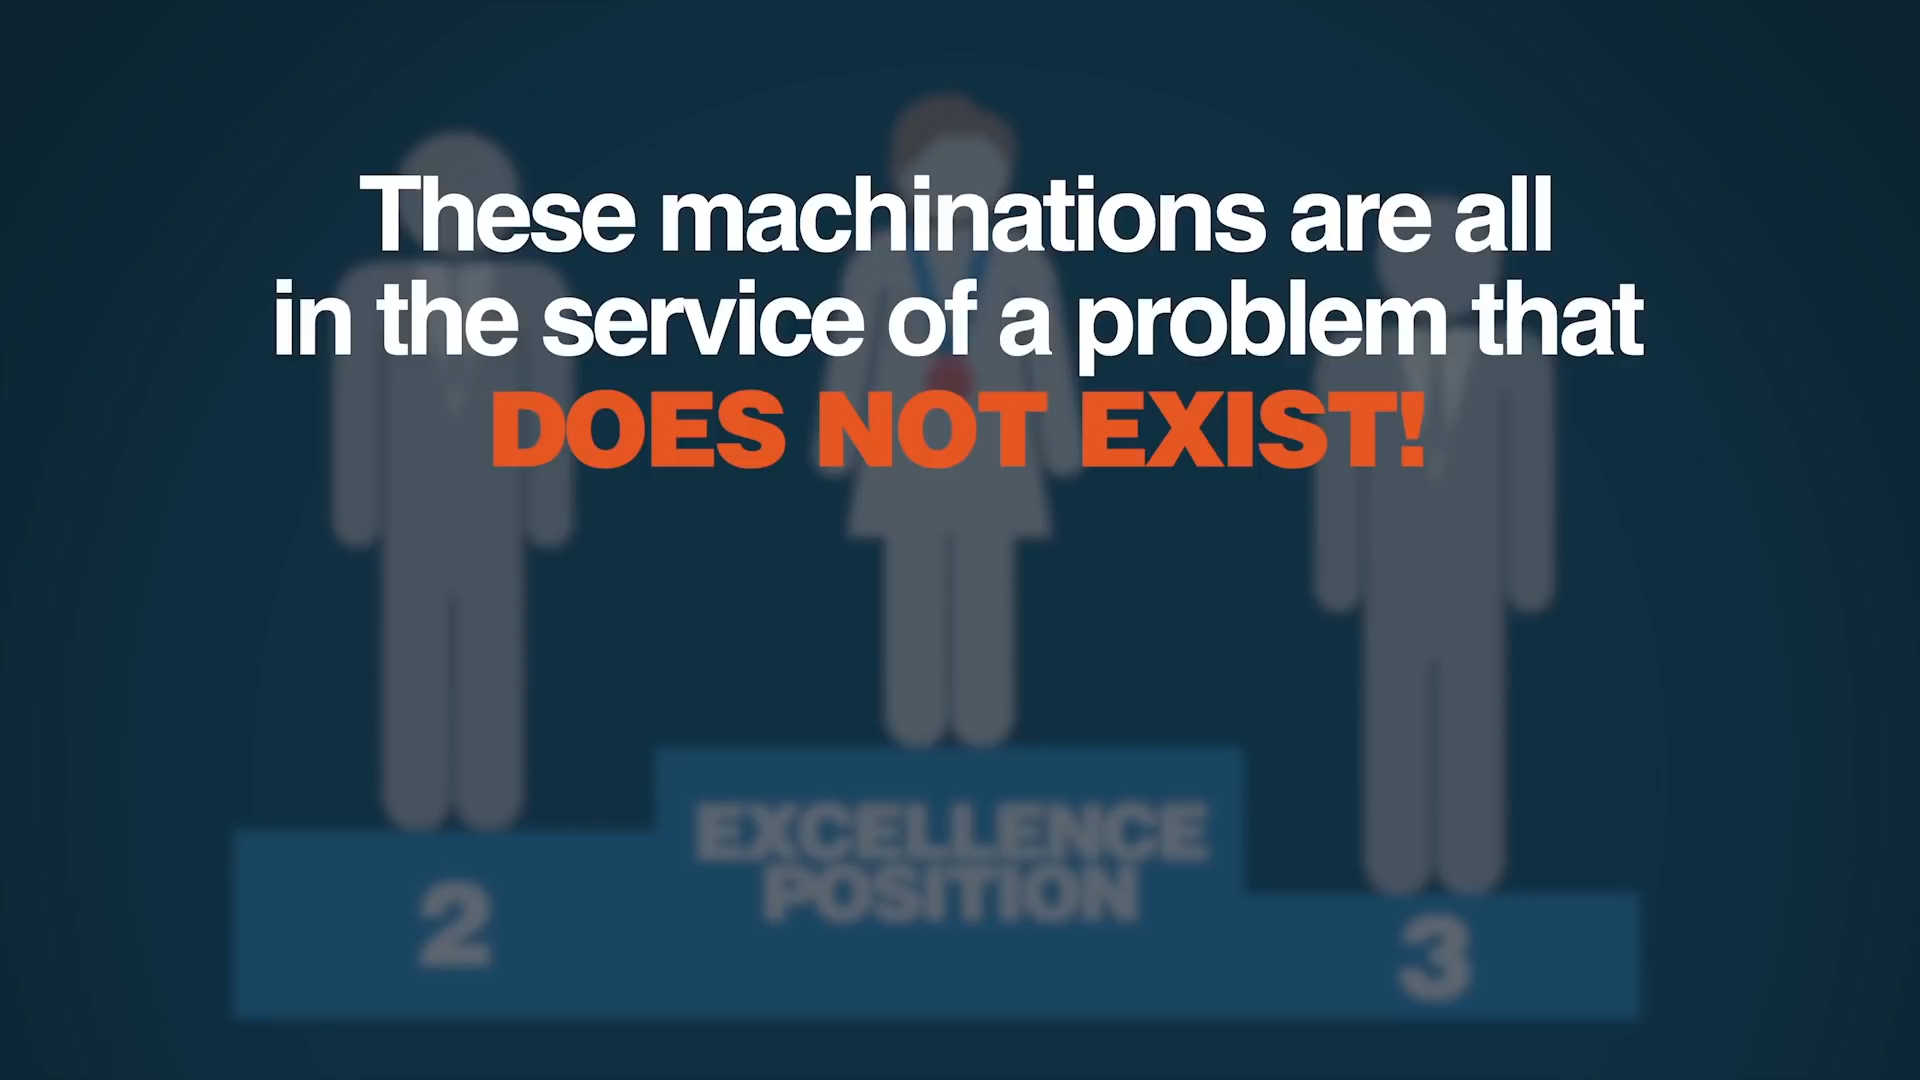 These machinations are all
in the service of a problem that
DOES NOT EXIST!
EXCELLENCE
POSITION
2
3